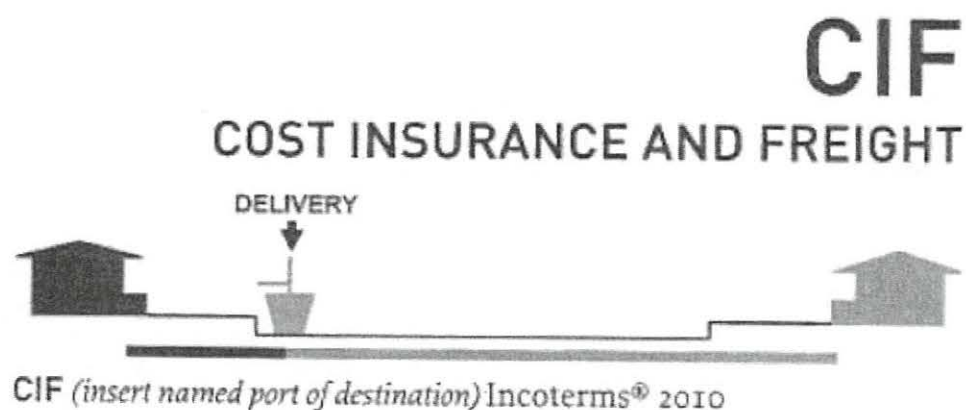 CIF
COST INSURANCE AND FREIGHT
DELIVERY
CIF (insert named port of destination) Incoterms® 2010